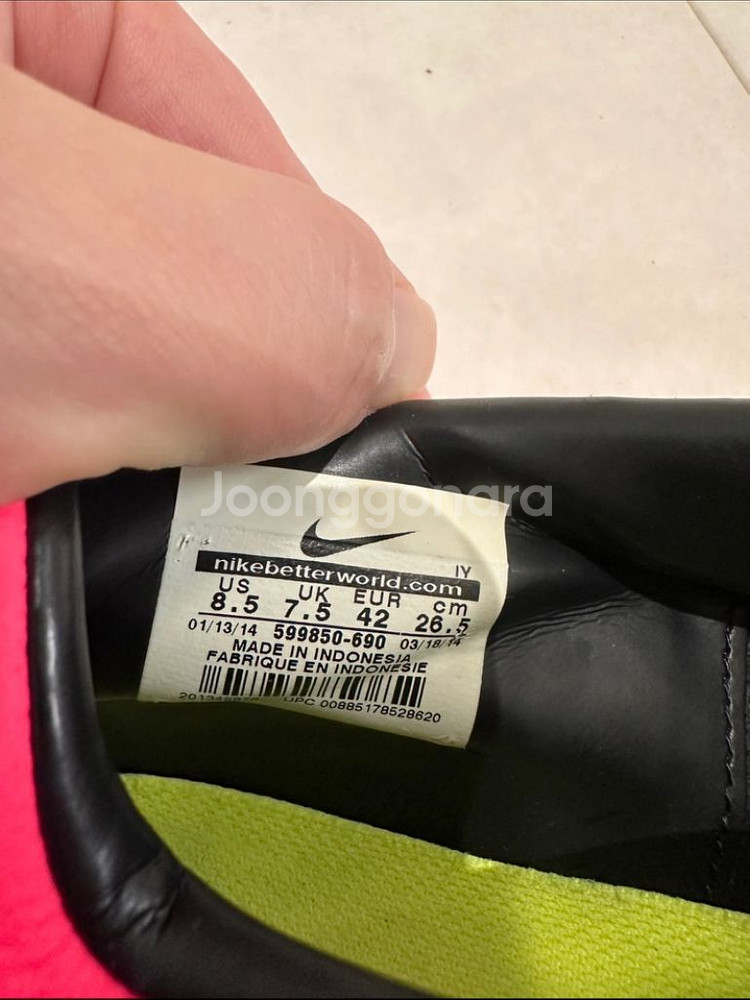 Joonggonara
IY
nikebetterworld.com
US UK EUR cm
8.5 7.5 42 26.5
01/13/14 599850-690 03/18/14
MADE IN INDONESIA
FABRIQUE EN INDONESIE
UPC 00885178528620